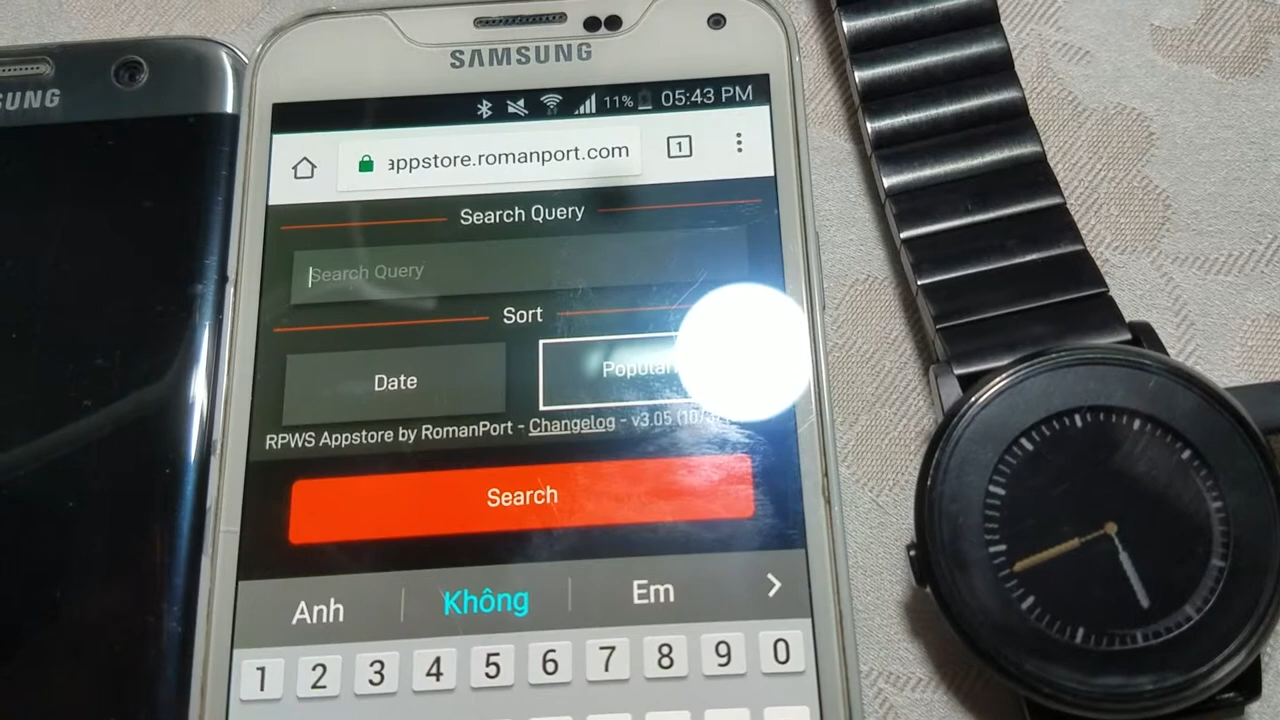 SUNG
SAMSUNG
11% 05:43 PM
appstore.romanport.com
1
Search Query
Search Query
Sort
Date
RPWS Appstore by RomanPort - Changelog - v3.05
Search
Anh Không Em
1 2 3 4 5 6 7 8 9 0